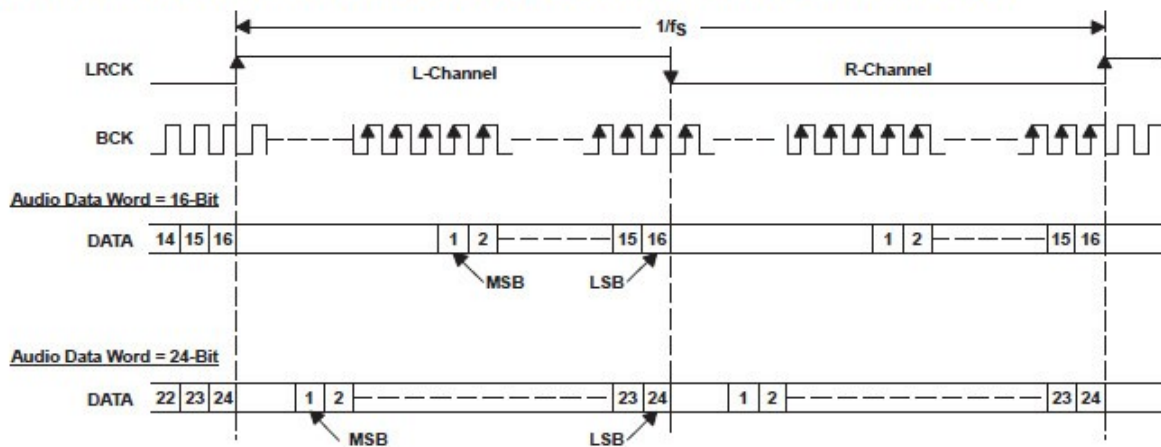 1/fS
LRCK
L-Channel
R-Channel
BCK
Audio Data Word = 16-Bit
DATA 14 15 16 1 2 15 16 1 2 15 16
MSB LSB
Audio Data Word = 24-Bit
DATA 22 23 24 1 2 23 24 1 2 23 24
MSB LSB